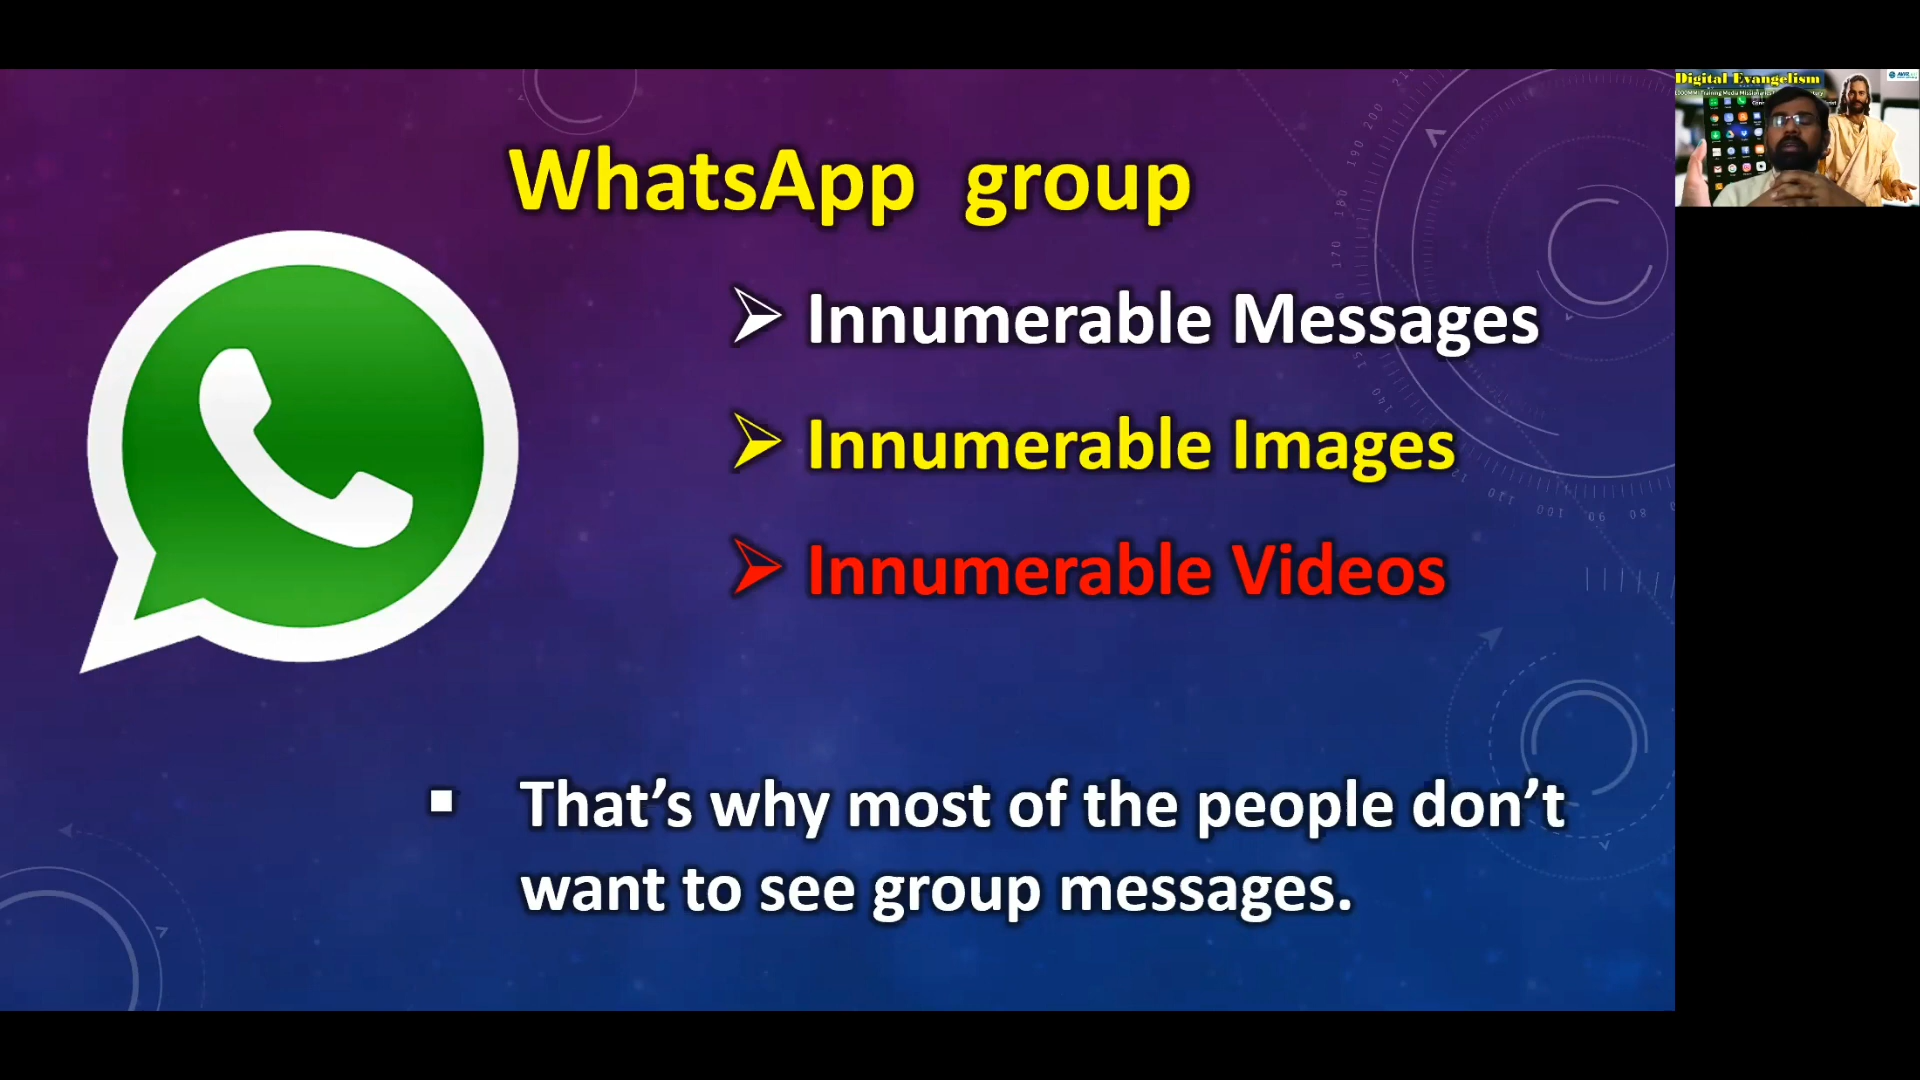 WhatsApp group
Innumerable Messages
Innumerable Images
Innumerable Videos
That’s why most of the people don’t
want to see group messages.
Digital Evangelism